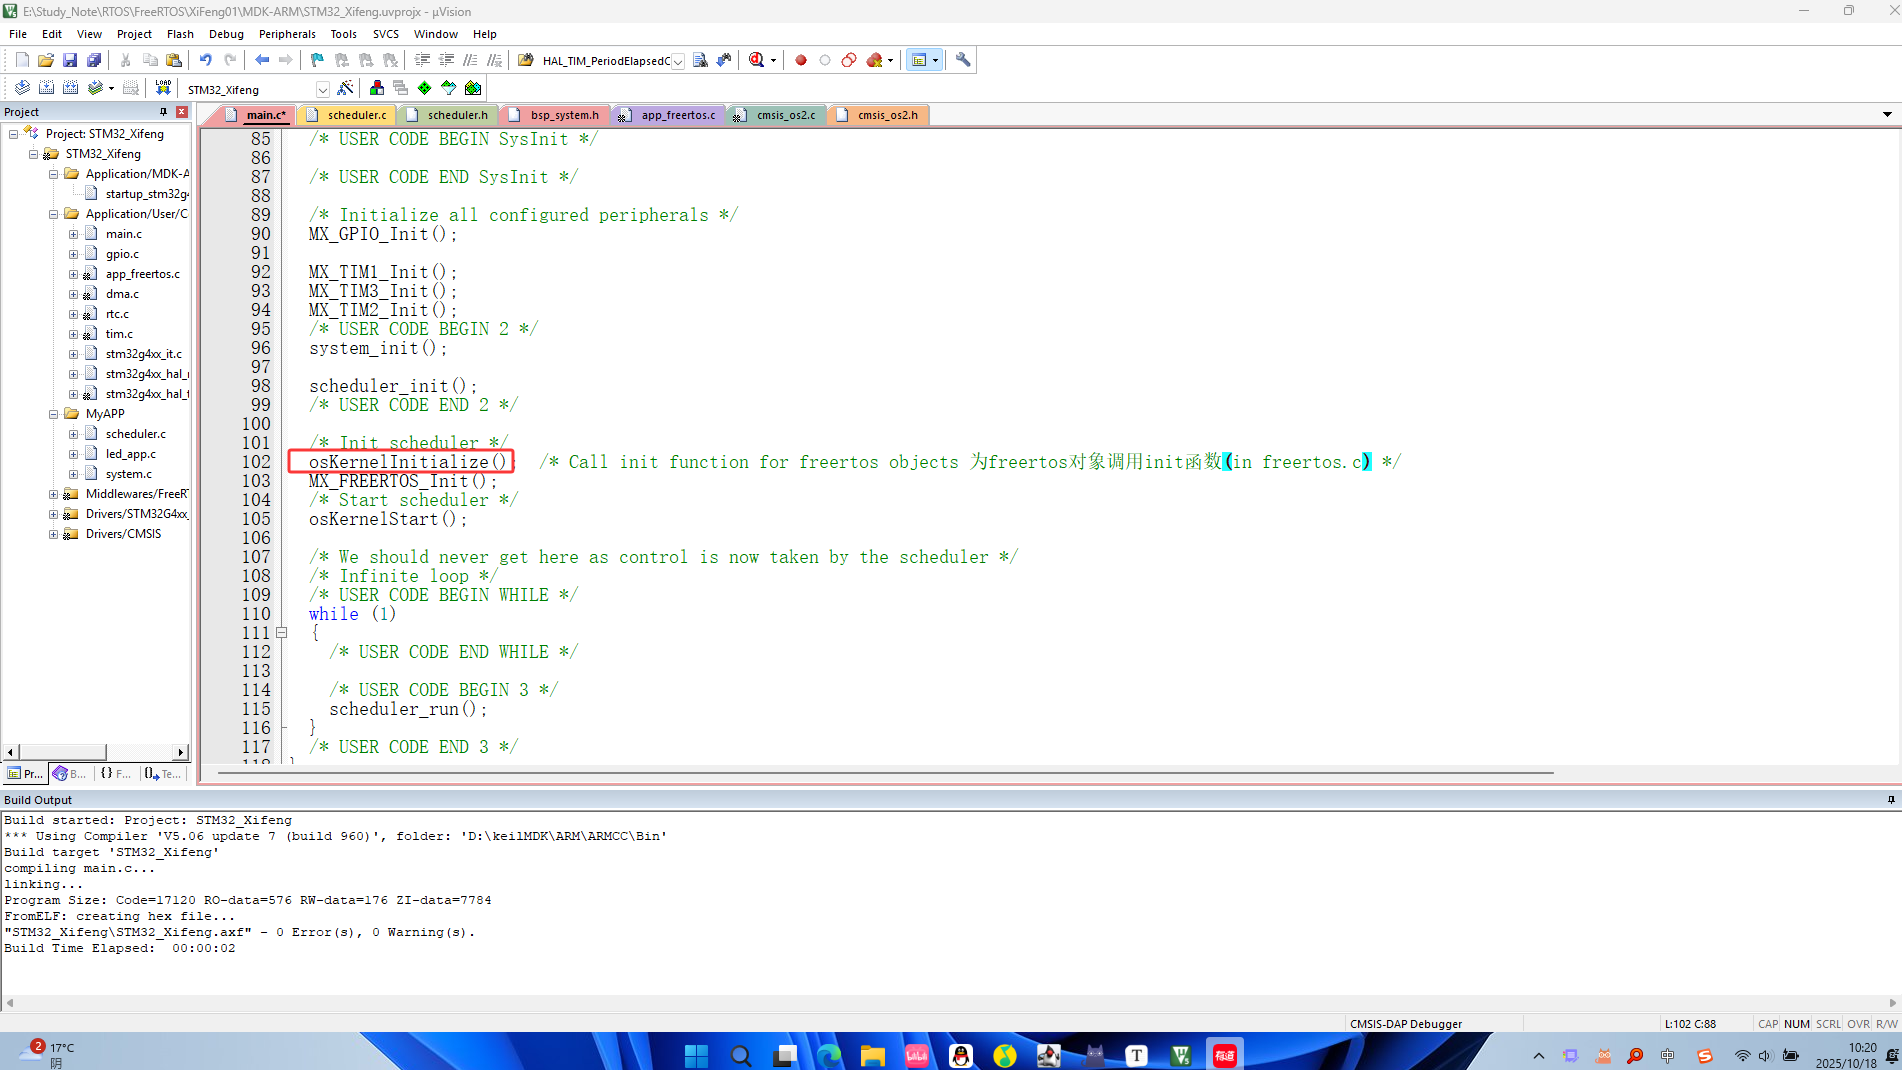 E:\Study_Note\RTOS\FreeRTOS\XiFeng01\MDK-ARM\STM32_Xifeng.uvprojx - µVision
File Edit View Project Flash Debug Peripherals Tools SVCS Window Help
HAL_TIM_PeriodElapsedC
LOAD STM32_Xifeng
Project
main.c* scheduler.c scheduler.h bsp_system.h app_freertos.c cmsis_os2.c cmsis_os2.h
Project: STM32_Xifeng
STM32_Xifeng
Application/MDK-A
startup_stm32g4
Application/User/C
main.c
gpio.c
app_freertos.c
dma.c
rtc.c
tim.c
stm32g4xx_it.c
stm32g4xx_hal_
stm32g4xx_hal_t
MyAPP
scheduler.c
led_app.c
system.c
Middlewares/FreeR
Drivers/STM32G4xx_
Drivers/CMSIS
Pr... B... {} F... Te...
85 /* USER CODE BEGIN SysInit */
86
87 /* USER CODE END SysInit */
88
89 /* Initialize all configured peripherals */
90 MX_GPIO_Init();
91
92 MX_TIM1_Init();
93 MX_TIM3_Init();
94 MX_TIM2_Init();
95 /* USER CODE BEGIN 2 */
96 system_init();
97
98 scheduler_init();
99 /* USER CODE END 2 */
100
101 /* Init scheduler */
102 osKernelInitialize(); /* Call init function for freertos objects 为freertos对象调用init函数(in freertos.c) */
103 MX_FREERTOS_Init();
104 /* Start scheduler */
105 osKernelStart();
106
107 /* We should never get here as control is now taken by the scheduler */
108 /* Infinite loop */
109 /* USER CODE BEGIN WHILE */
110 while (1)
111 {
112 /* USER CODE END WHILE */
113
114 /* USER CODE BEGIN 3 */
115 scheduler_run();
116 }
117 /* USER CODE END 3 */
118 }
Build Output
Build started: Project: STM32_Xifeng
*** Using Compiler 'V5.06 update 7 (build 960)', folder: 'D:\keilMDK\ARM\ARMCC\Bin'
Build target 'STM32_Xifeng'
compiling main.c...
linking...
Program Size: Code=17120 RO-data=576 RW-data=176 ZI-data=7784
FromELF: creating hex file...
"STM32_Xifeng\STM32_Xifeng.axf" - 0 Error(s), 0 Warning(s).
Build Time Elapsed:  00:00:02
CMSIS-DAP Debugger L:102 C:88 CAP NUM SCRL OVR R/W
2 17°C
阴
T 有道 中 S
10:20
2025/10/18